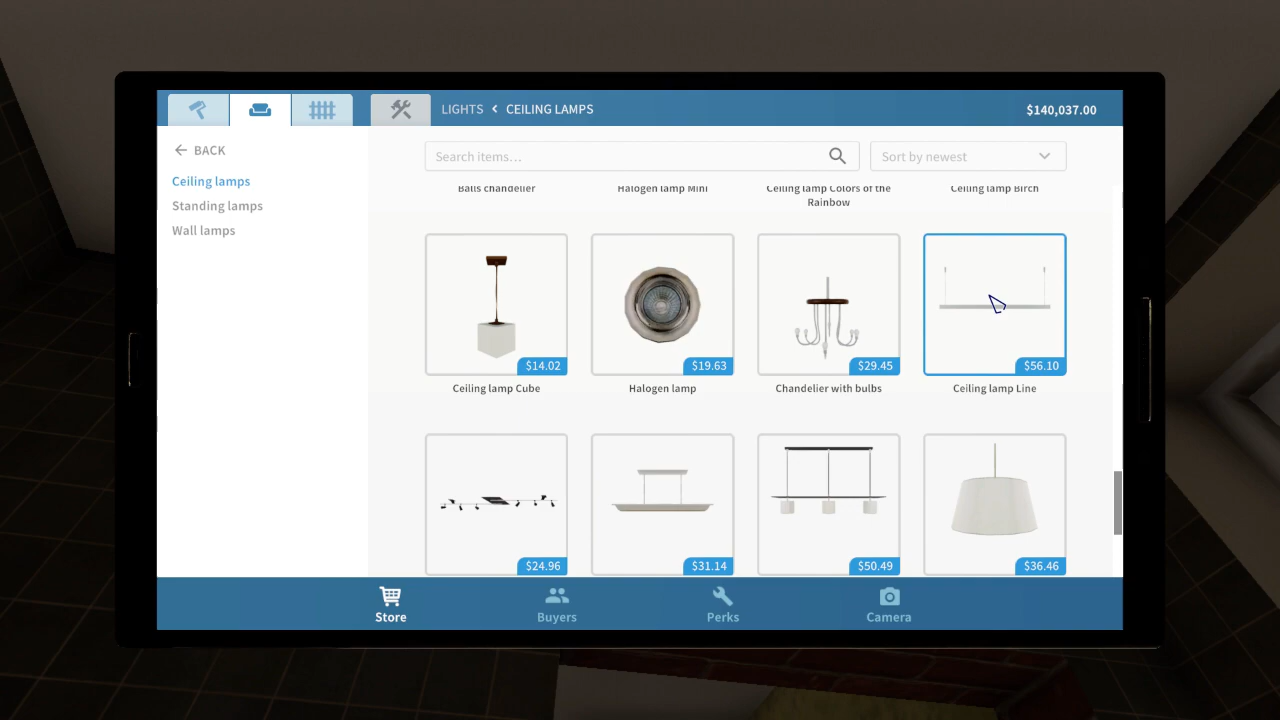 LIGHTS < CEILING LAMPS
$140,037.00
BACK
Ceiling lamps
Standing lamps
Wall lamps
Search items...
Sort by newest
Balls chandelier
Halogen lamp Mini
Ceiling lamp Colors of the
Rainbow
Ceiling lamp Birch
$14.02
$19.63
$29.45
$56.10
Ceiling lamp Cube
Halogen lamp
Chandelier with bulbs
Ceiling lamp Line
$24.96
$31.14
$50.49
$36.46
Store
Buyers
Perks
Camera